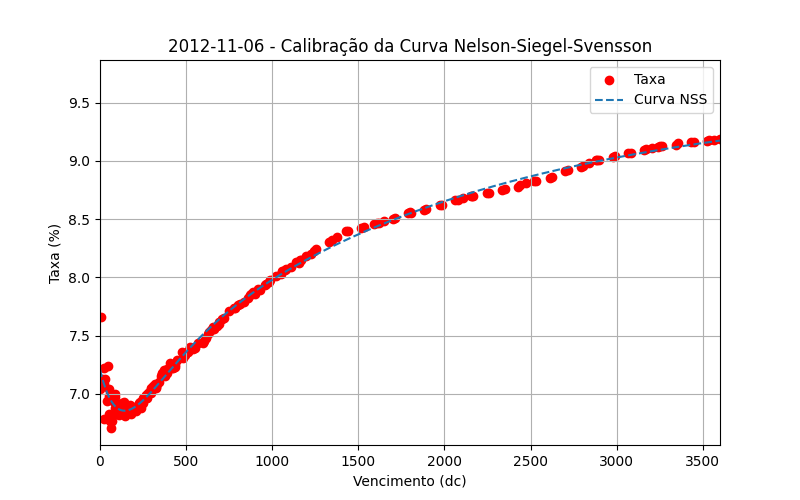 2012-11-06 - Calibração da Curva Nelson-Siegel-Svensson
Taxa
Curva NSS
Taxa (%)
9.5
9.0
8.5
8.0
7.5
7.0
0 500 1000 1500 2000 2500 3000 3500
Vencimento (dc)